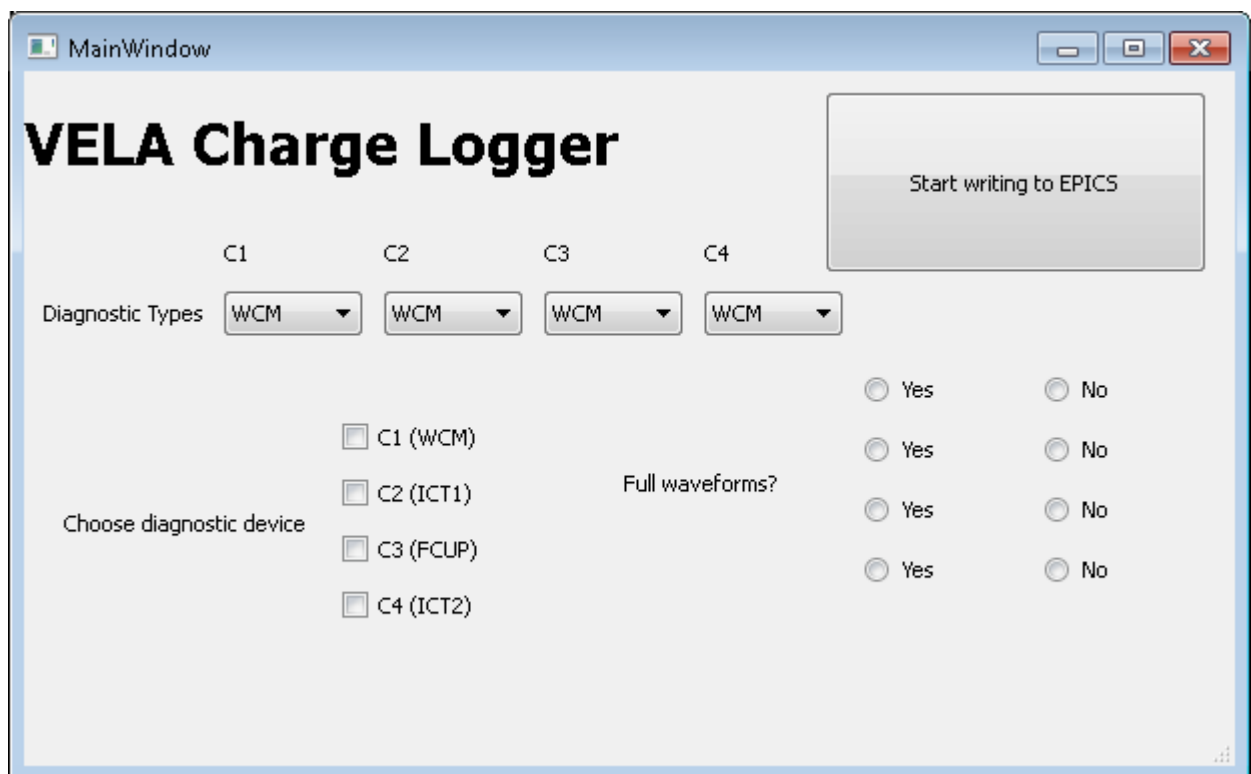 MainWindow
VELA Charge Logger
Start writing to EPICS
C1 C2 C3 C4
Diagnostic Types WCM WCM WCM WCM
Choose diagnostic device
C1 (WCM)
C2 (ICT1)
C3 (FCUP)
C4 (ICT2)
Full waveforms?
Yes No
Yes No
Yes No
Yes No